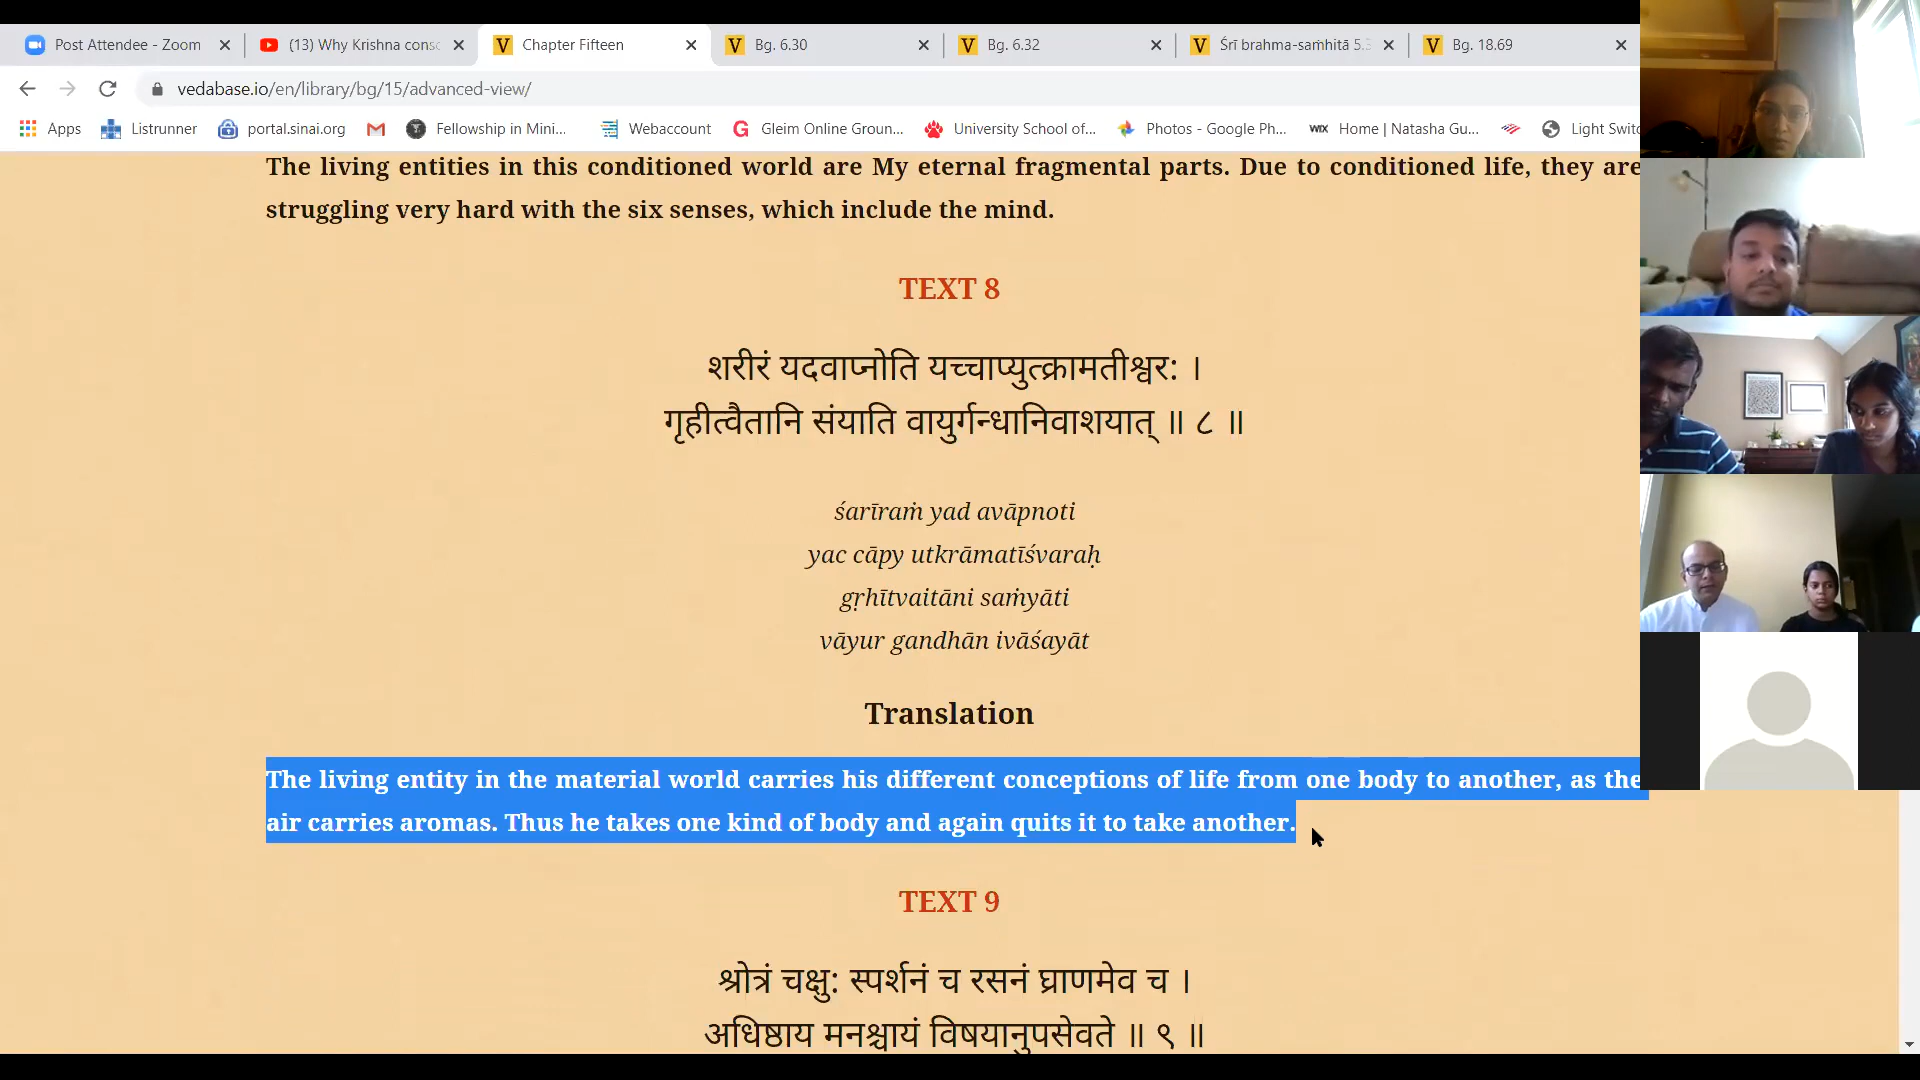 Post Attendee - Zoom
(13) Why Krishna consc
Chapter Fifteen
Bg. 6.30
Bg. 6.32
Śrī brahma-saṁhitā 5.3
Bg. 18.69
vedabase.io/en/library/bg/15/advanced-view/
Apps
Listrunner
portal.sinai.org
Fellowship in Mini...
Webaccount
Gleim Online Groun...
University School of...
Photos - Google Ph...
WIX
Home | Natasha Gu...
Light Switc
The living entities in this conditioned world are My eternal fragmental parts. Due to conditioned life, they are
struggling very hard with the six senses, which include the mind.
TEXT 8
शरीरं यदवाप्नोति यच्चाप्युत्क्रामतीश्वर: ।
गृहीत्वैतानि संयाति वायुर्गन्धानिवाशयात् ॥ ८ ॥
śarīraṁ yad avāpnoti
yac cāpy utkrāmatīśvaraḥ
gṛhītvaitāni saṁyāti
vāyur gandhān ivāśayāt
Translation
The living entity in the material world carries his different conceptions of life from one body to another, as the
air carries aromas. Thus he takes one kind of body and again quits it to take another.
TEXT 9
श्रोत्रं चक्षु: स्पर्शनं च रसनं घ्राणमेव च ।
अधिष्ठाय मनश्चायं विषयानुपसेवते ॥ ९ ॥